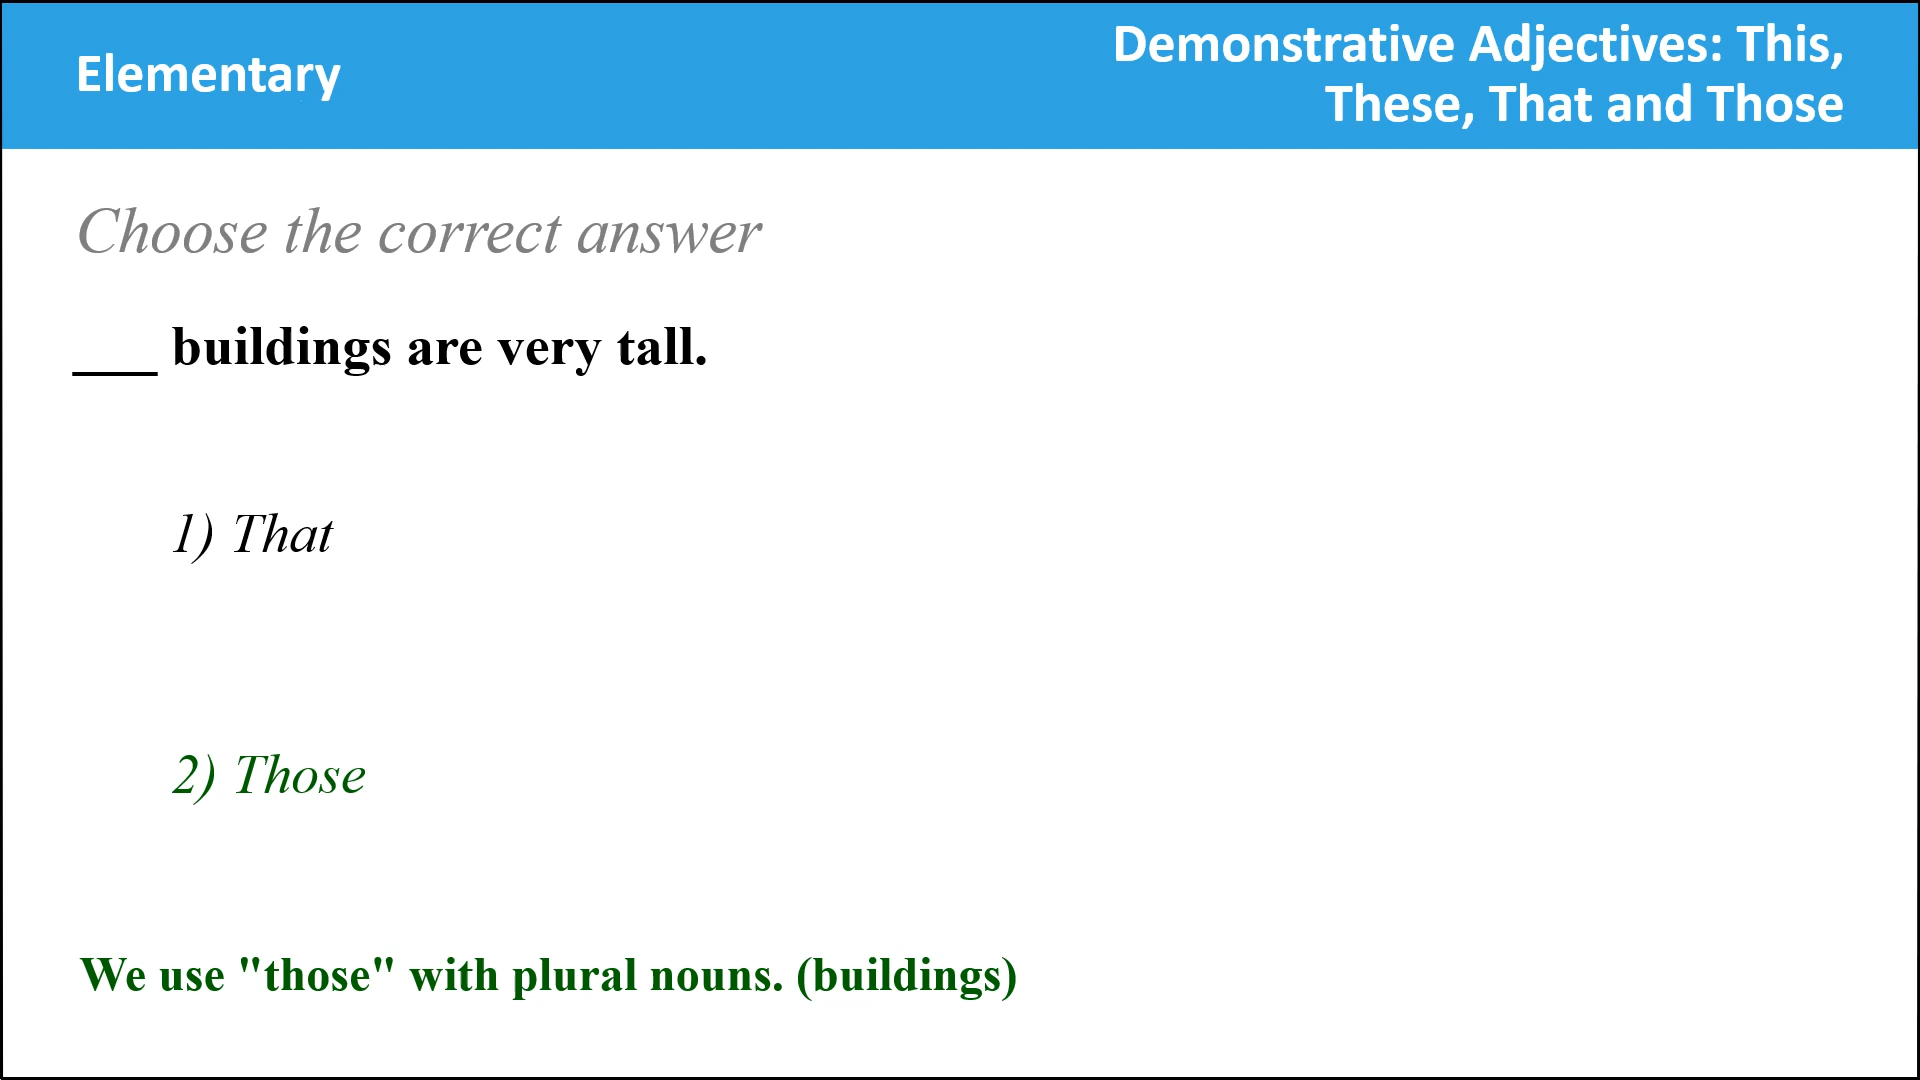 Elementary
Demonstrative Adjectives: This,
These, That and Those
Choose the correct answer
___ buildings are very tall.
1) That
2) Those
We use "those" with plural nouns. (buildings)